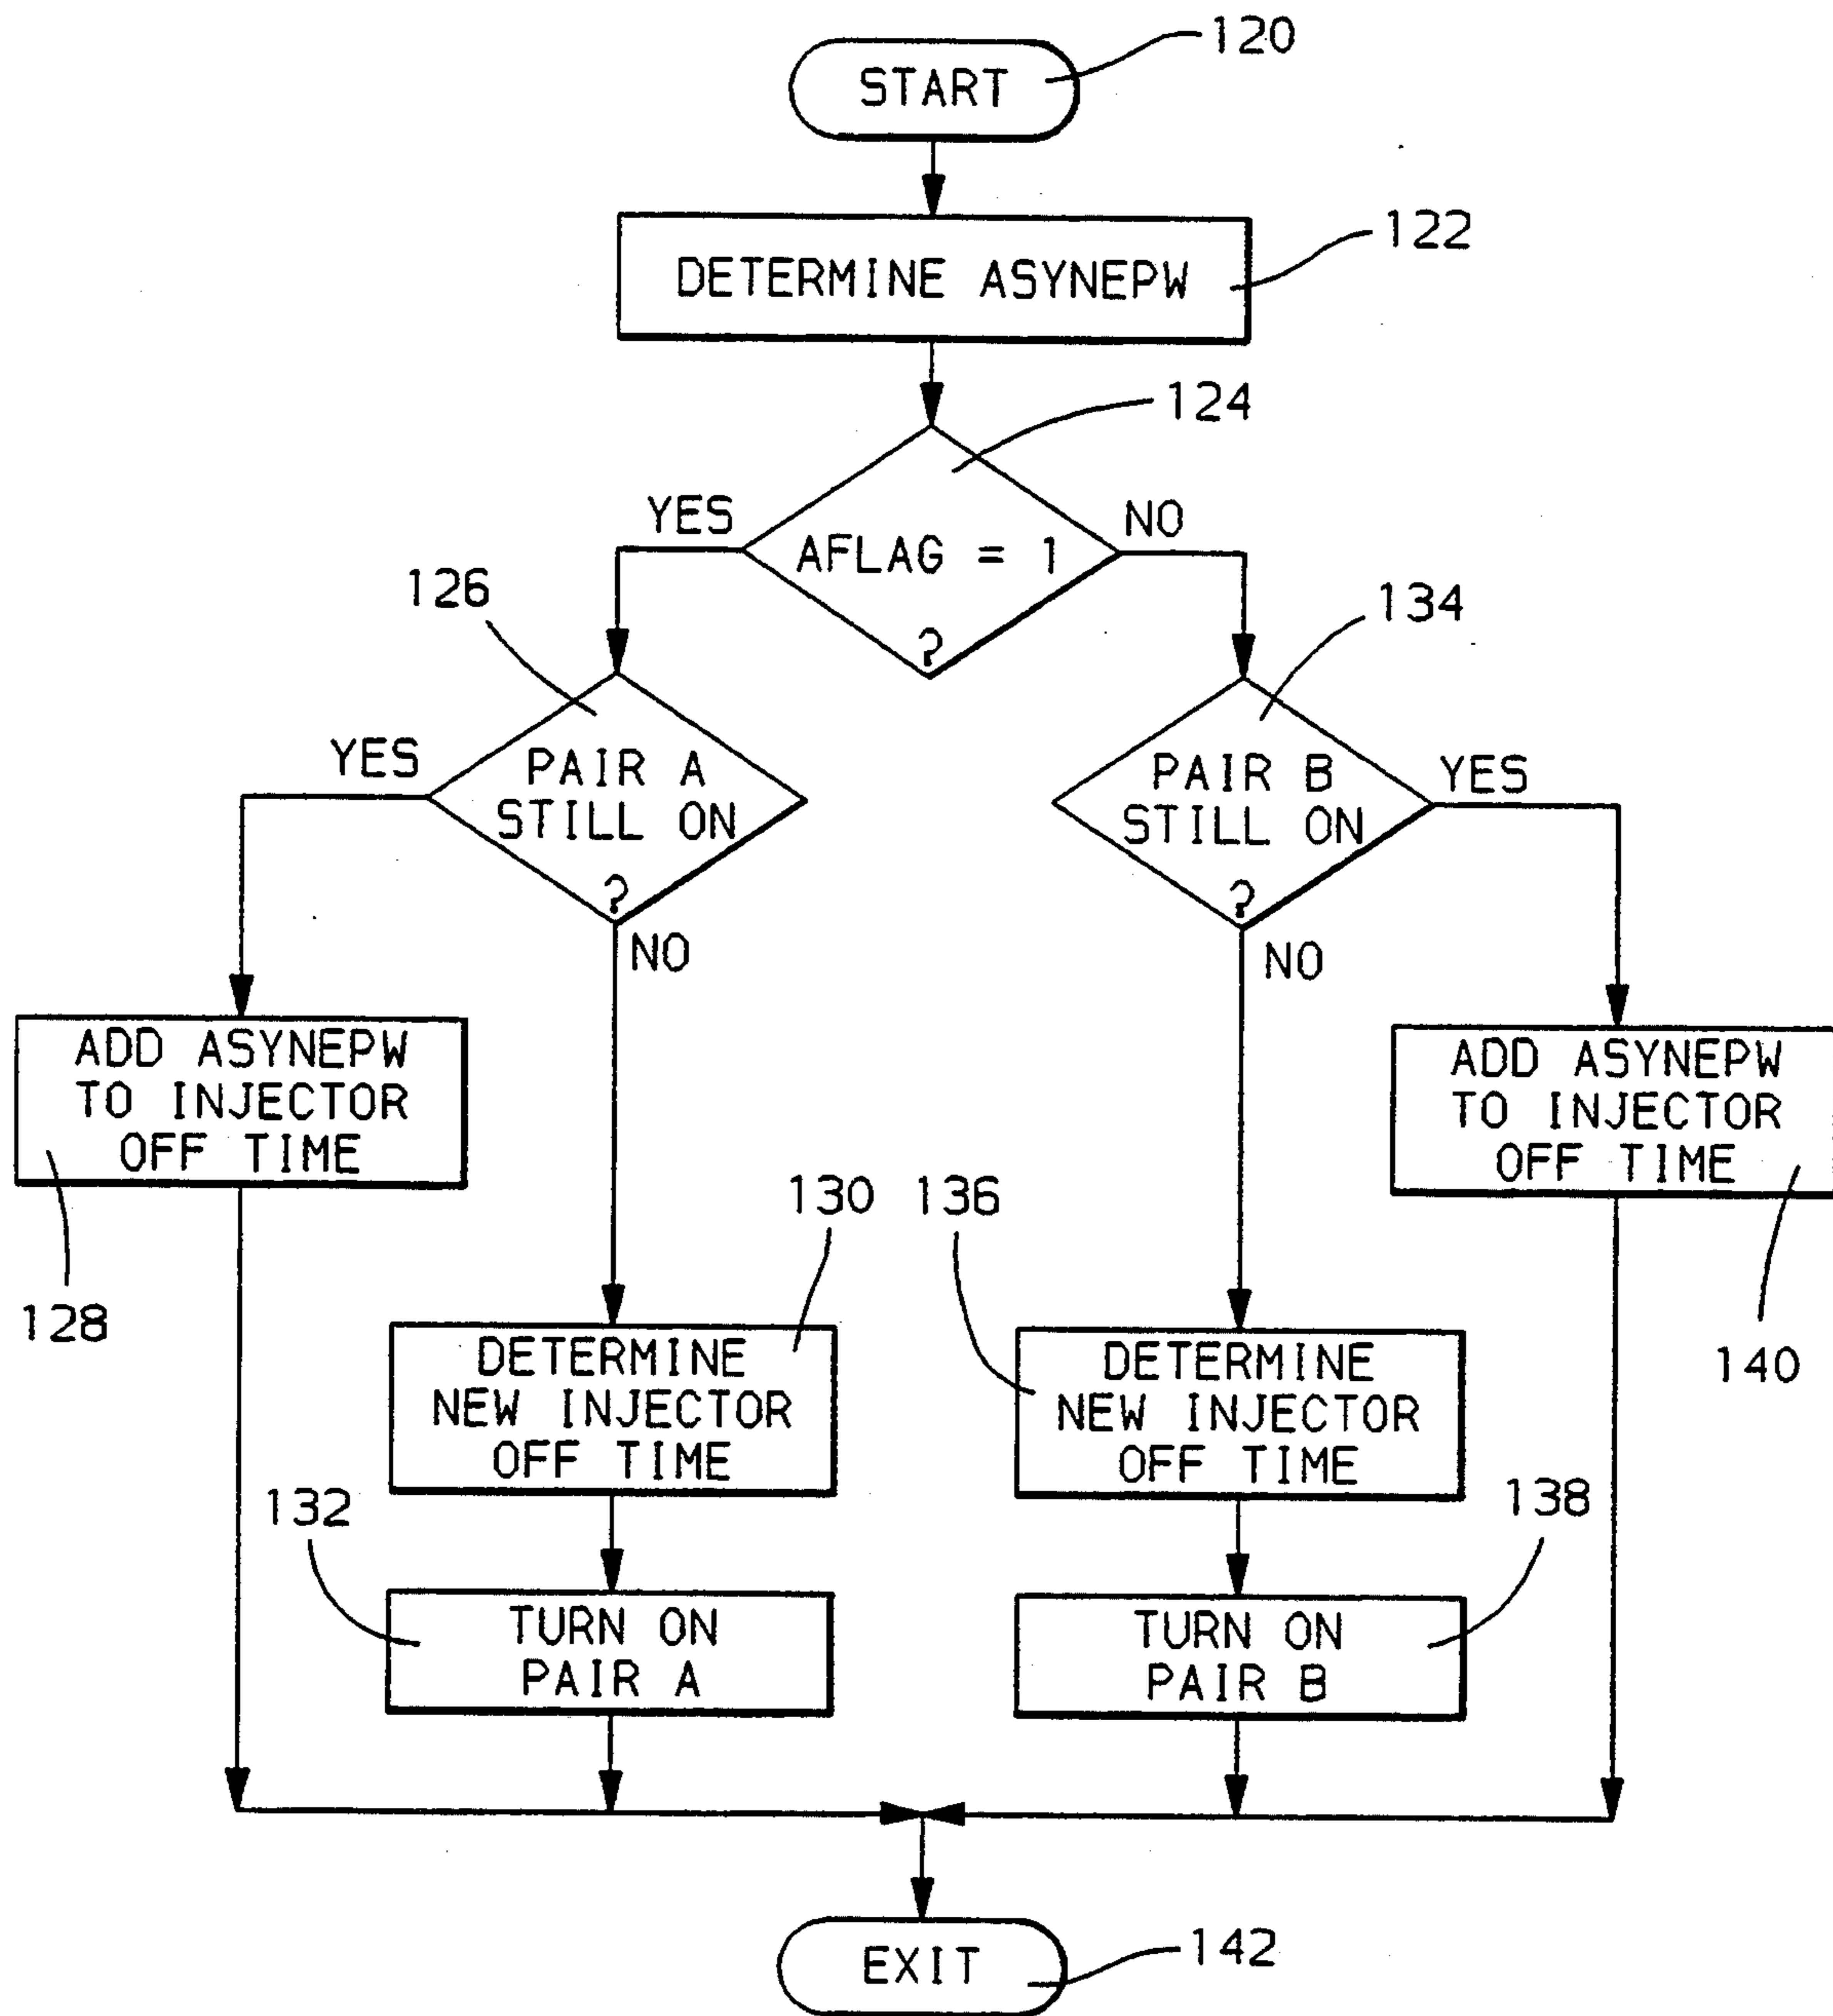 120
START
122
DETERMINE ASYNEPW
124
YES
NO
AFLAG = 1
?
126
134
YES
PAIR A
STILL ON
?
NO
PAIR B
STILL ON
?
YES
NO
ADD ASYNEPW
TO INJECTOR
OFF TIME
128
ADD ASYNEPW
TO INJECTOR
OFF TIME
140
130
136
DETERMINE
NEW INJECTOR
OFF TIME
DETERMINE
NEW INJECTOR
OFF TIME
132
138
TURN ON
PAIR A
TURN ON
PAIR B
EXIT
142